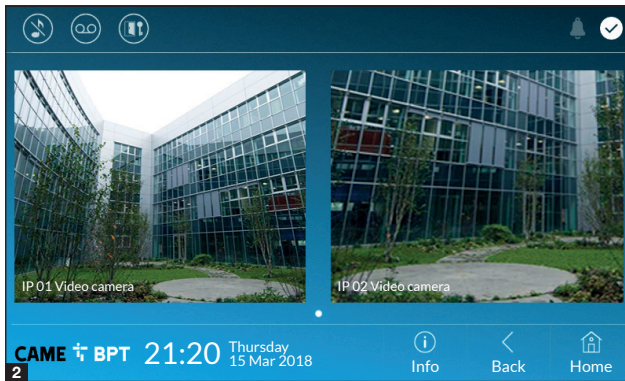 IP 01 Video camera
IP 02 Video camera
CAME BPT 21:20 Thursday
15 Mar 2018
Info
Back
Home
2